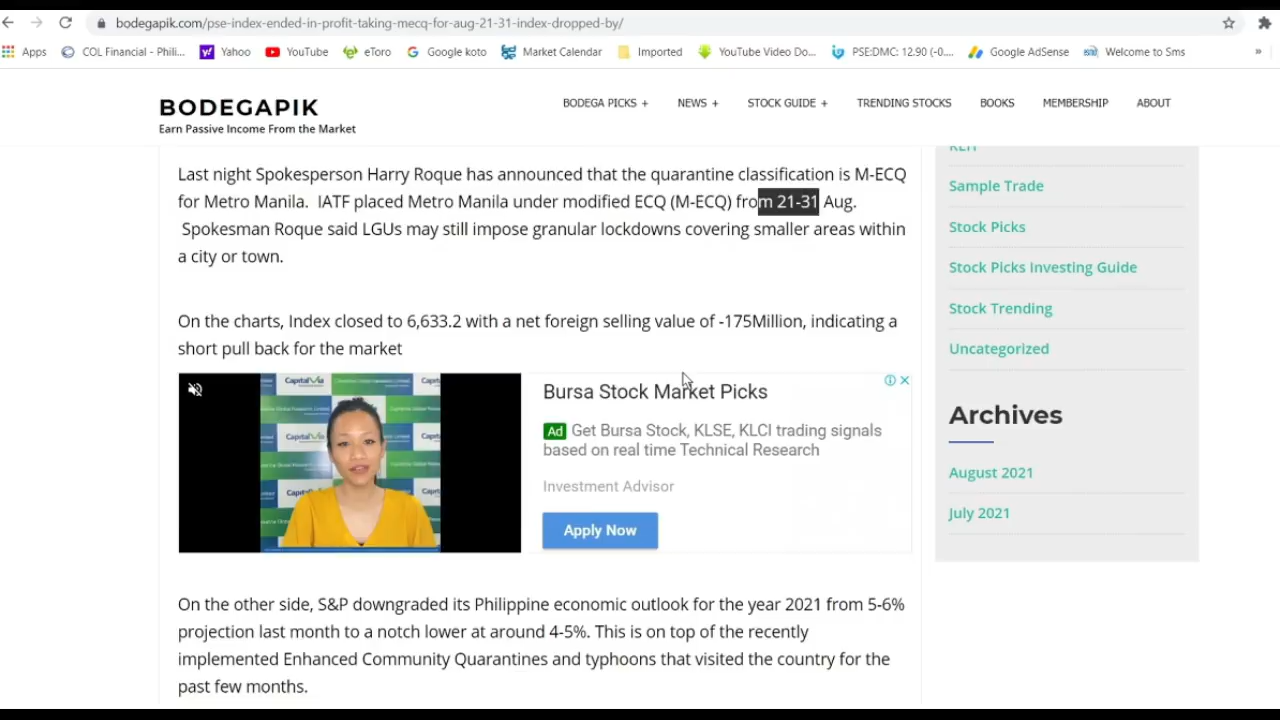 bodegapik.com/pse-index-ended-in-profit-taking-mecq-for-aug-21-31-index-dropped-by/
Apps COL Financial - Phili... Yahoo YouTube eToro Google koto Market Calendar Imported YouTube Video Do... PSE:DMC: 12.90 (-0.... Google AdSense Welcome to Sms »
BODEGAPIK
Earn Passive Income From the Market
BODEGA PICKS + NEWS + STOCK GUIDE + TRENDING STOCKS BOOKS MEMBERSHIP ABOUT
Last night Spokesperson Harry Roque has announced that the quarantine classification is M-ECQ
for Metro Manila. IATF placed Metro Manila under modified ECQ (M-ECQ) from 21-31 Aug.
Spokesman Roque said LGUs may still impose granular lockdowns covering smaller areas within
a city or town.
On the charts, Index closed to 6,633.2 with a net foreign selling value of -175Million, indicating a
short pull back for the market
CapitalVia
Bursa Stock Market Picks
Ad Get Bursa Stock, KLSE, KLCI trading signals
based on real time Technical Research
Investment Advisor
Apply Now
On the other side, S&P downgraded its Philippine economic outlook for the year 2021 from 5-6%
projection last month to a notch lower at around 4-5%. This is on top of the recently
implemented Enhanced Community Quarantines and typhoons that visited the country for the
past few months.
Sample Trade
Stock Picks
Stock Picks Investing Guide
Stock Trending
Uncategorized
Archives
August 2021
July 2021